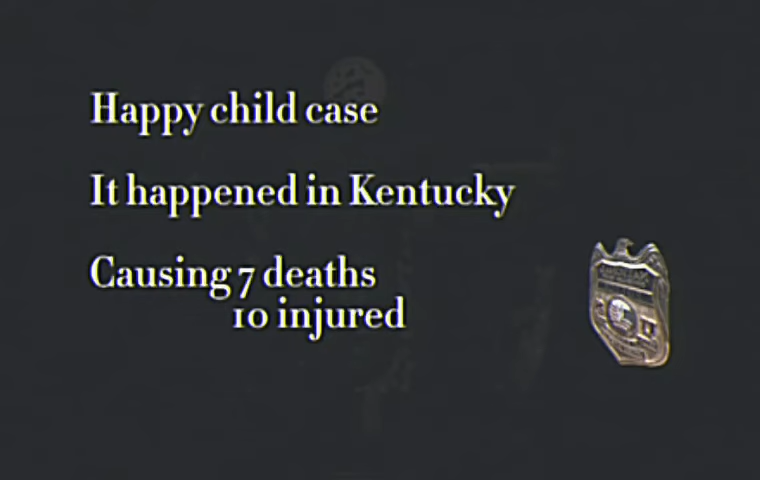 Happy child case
It happened in Kentucky
Causing 7 deaths
10 injured